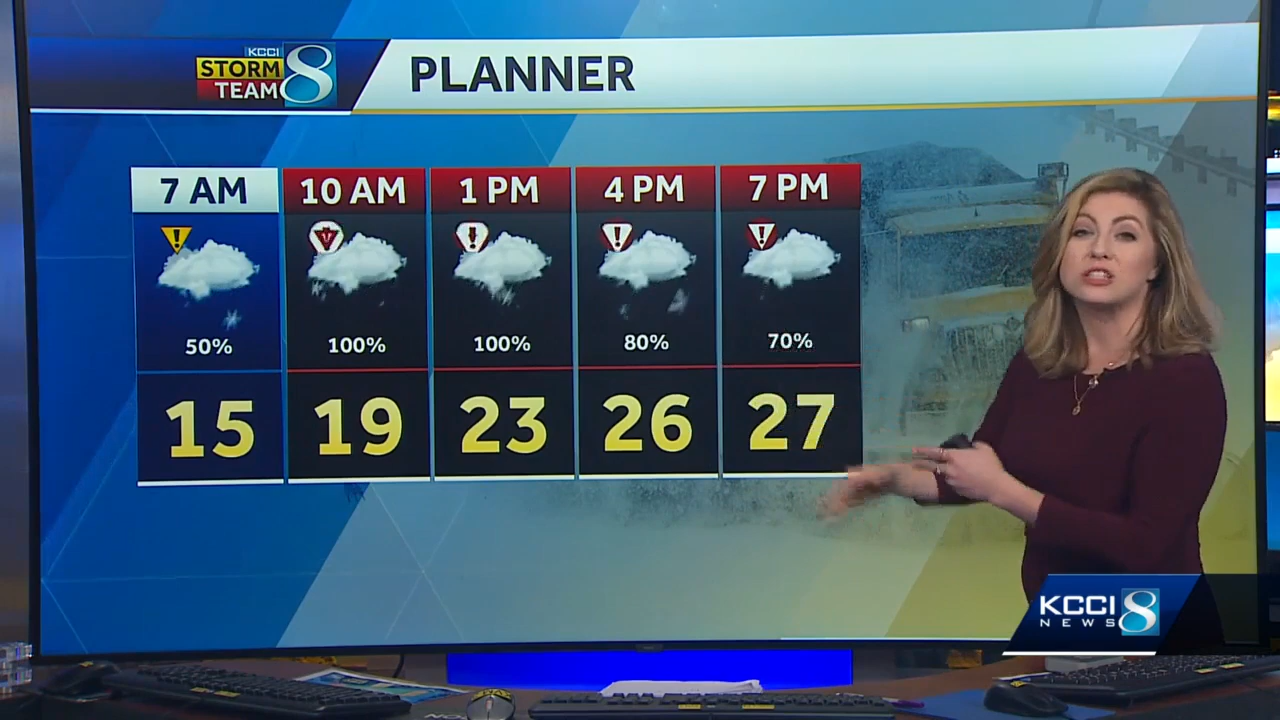 KCCI
STORM
TEAM 8
PLANNER
7 AM 10 AM 1 PM 4 PM 7 PM
! ! ! !
50% 100% 100% 80% 70%
15 19 23 26 27
KCCI 8
NEWS